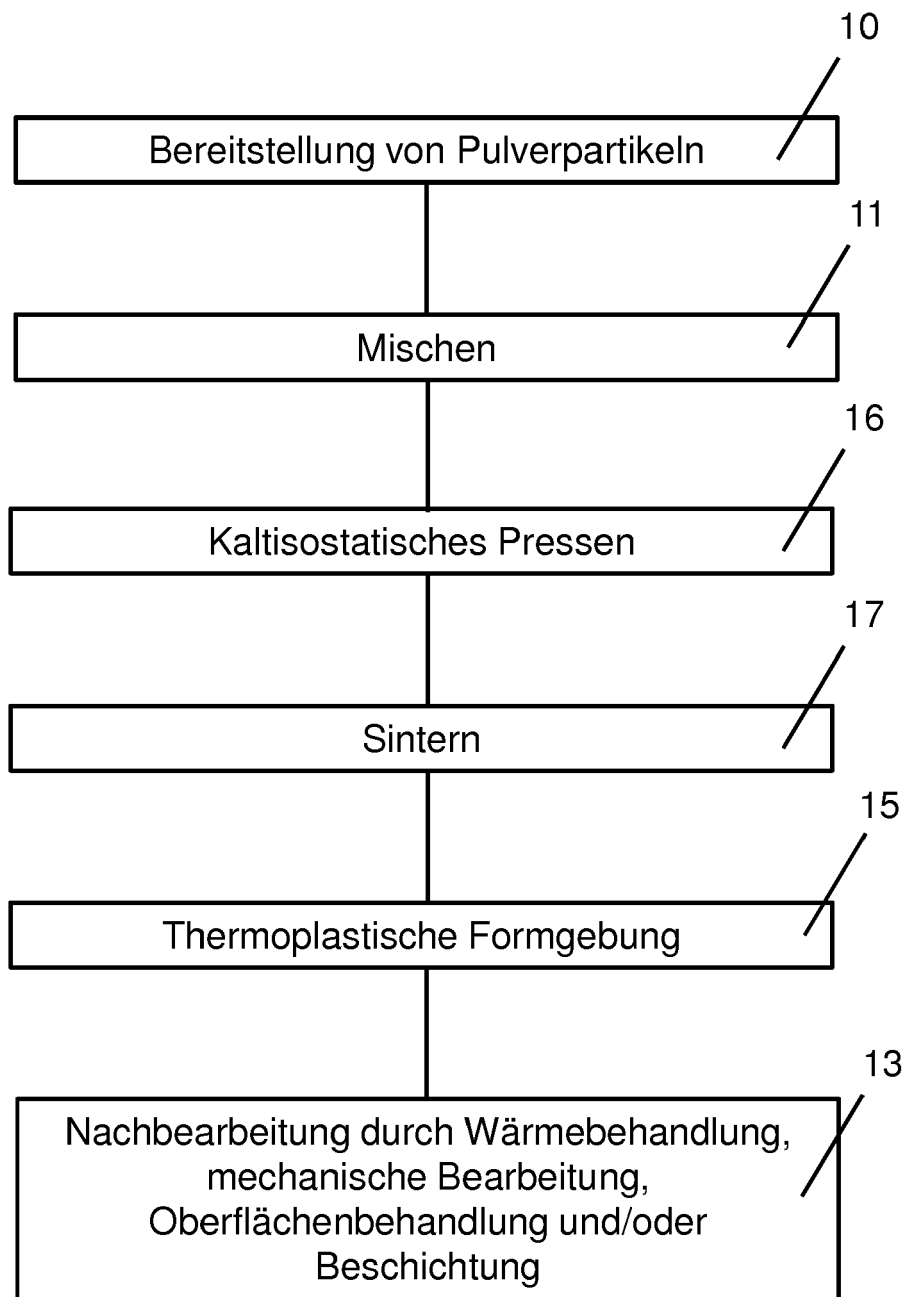 10
Bereitstellung von Pulverpartikeln
11
Mischen
16
Kaltisostatisches Pressen
17
Sintern
15
Thermoplastische Formgebung
13
Nachbearbeitung durch Wärmebehandlung,
mechanische Bearbeitung,
Oberflächenbehandlung und/oder
Beschichtung